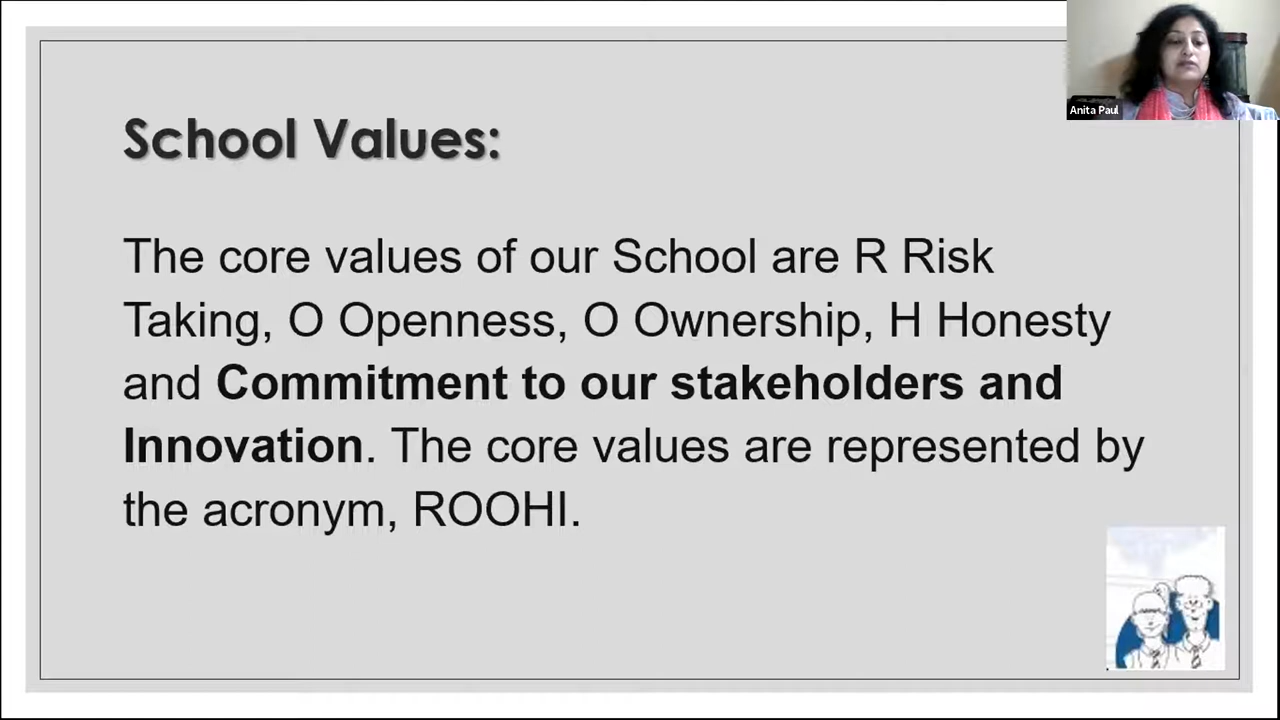 School Values:
The core values of our School are R Risk
Taking, O Openness, O Ownership, H Honesty
and Commitment to our stakeholders and
Innovation. The core values are represented by
the acronym, ROOHI.
Anita Paul